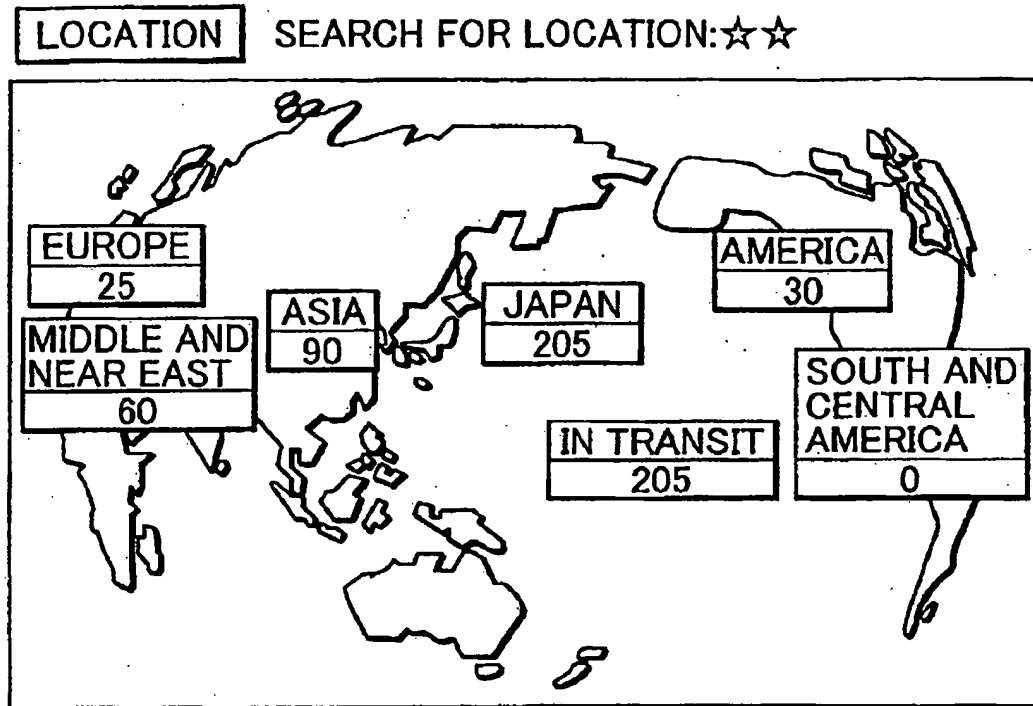 LOCATION SEARCH FOR LOCATION:☆☆
EUROPE
25
MIDDLE AND
NEAR EAST
60
ASIA
90
JAPAN
205
AMERICA
30
IN TRANSIT
205
SOUTH AND
CENTRAL
AMERICA
0